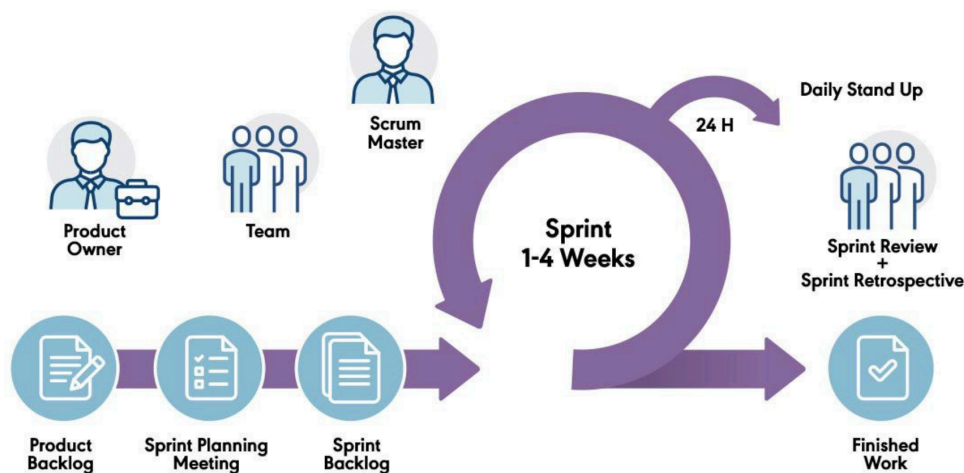 Scrum
Master
Product
Owner
Team
24 H
Daily Stand Up
Sprint
1-4 Weeks
Sprint Review
+
Sprint Retrospective
Product
Backlog
Sprint Planning
Meeting
Sprint
Backlog
Finished
Work